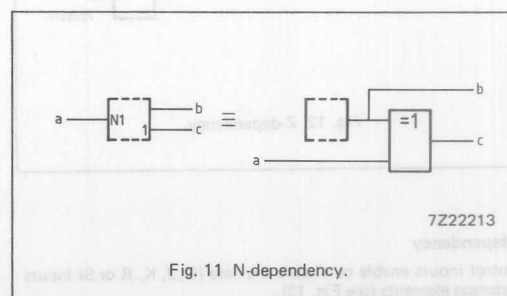 b
a N1 b
1 c
≡
=1
c
a
7Z22213
Fig. 11 N-dependency.